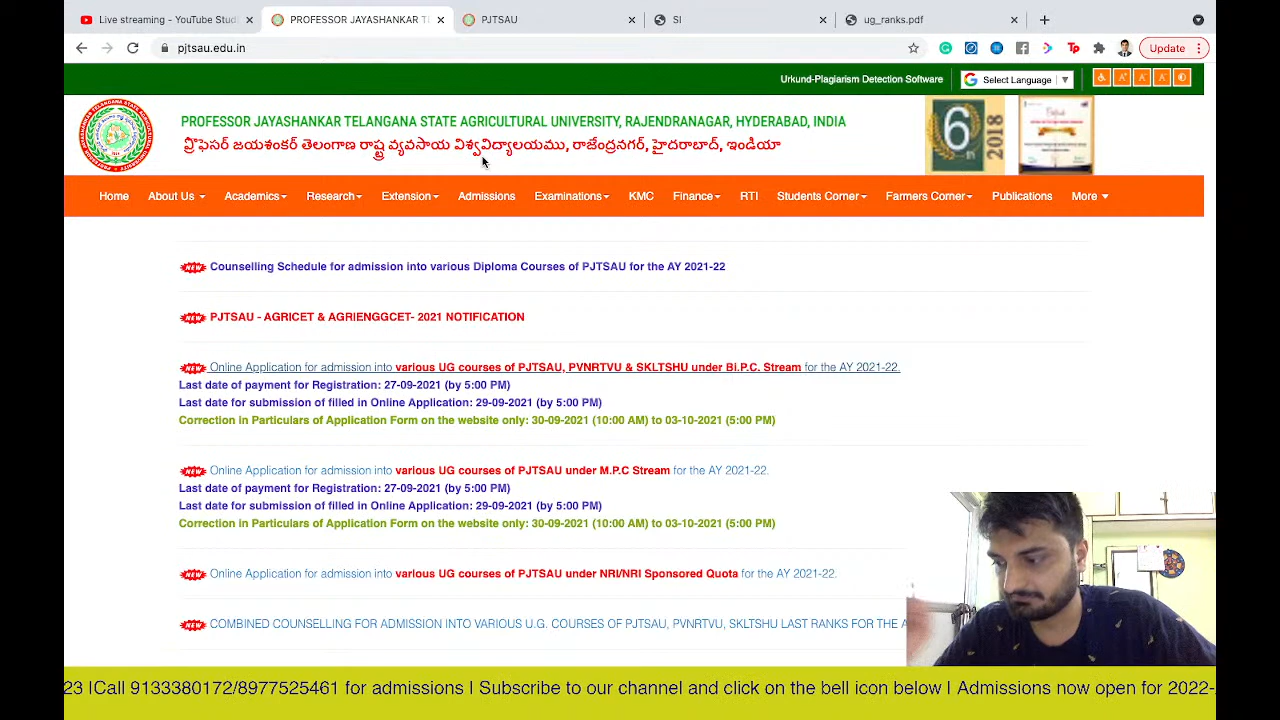 Live streaming - YouTube Stud
PROFESSOR JAYASHANKAR T
PJTSAU
SI
ug_ranks.pdf
pjtsau.edu.in
Update
Urkund-Plagiarism Detection Software
Select Language
PROFESSOR JAYASHANKAR TELANGANA STATE AGRICULTURAL UNIVERSITY, RAJENDRANAGAR, HYDERABAD, INDIA
ప్రొఫెసర్ జయశంకర్ తెలంగాణ రాష్ట్ర వ్యవసాయ విశ్వవిద్యాలయము, రాజేంద్రనగర్, హైదరాబాద్, ఇండియా
6th 2018
Home About Us Academics Research Extension Admissions Examinations KMC Finance RTI Students Corner Farmers Corner Publications More
NEW Counselling Schedule for admission into various Diploma Courses of PJTSAU for the AY 2021-22
NEW PJTSAU - AGRICET & AGRIENGGCET- 2021 NOTIFICATION
NEW Online Application for admission into various UG courses of PJTSAU, PVNRTVU & SKLTSHU under Bi.P.C. Stream for the AY 2021-22.
Last date of payment for Registration: 27-09-2021 (by 5:00 PM)
Last date for submission of filled in Online Application: 29-09-2021 (by 5:00 PM)
Correction in Particulars of Application Form on the website only: 30-09-2021 (10:00 AM) to 03-10-2021 (5:00 PM)
NEW Online Application for admission into various UG courses of PJTSAU under M.P.C Stream for the AY 2021-22.
Last date of payment for Registration: 27-09-2021 (by 5:00 PM)
Last date for submission of filled in Online Application: 29-09-2021 (by 5:00 PM)
Correction in Particulars of Application Form on the website only: 30-09-2021 (10:00 AM) to 03-10-2021 (5:00 PM)
NEW Online Application for admission into various UG courses of PJTSAU under NRI/NRI Sponsored Quota for the AY 2021-22.
NEW COMBINED COUNSELLING FOR ADMISSION INTO VARIOUS U.G. COURSES OF PJTSAU, PVNRTVU, SKLTSHU LAST RANKS FOR THE A
23 |Call 9133380172/8977525461 for admissions I Subscribe to our channel and click on the bell icon below I Admissions now open for 2022-